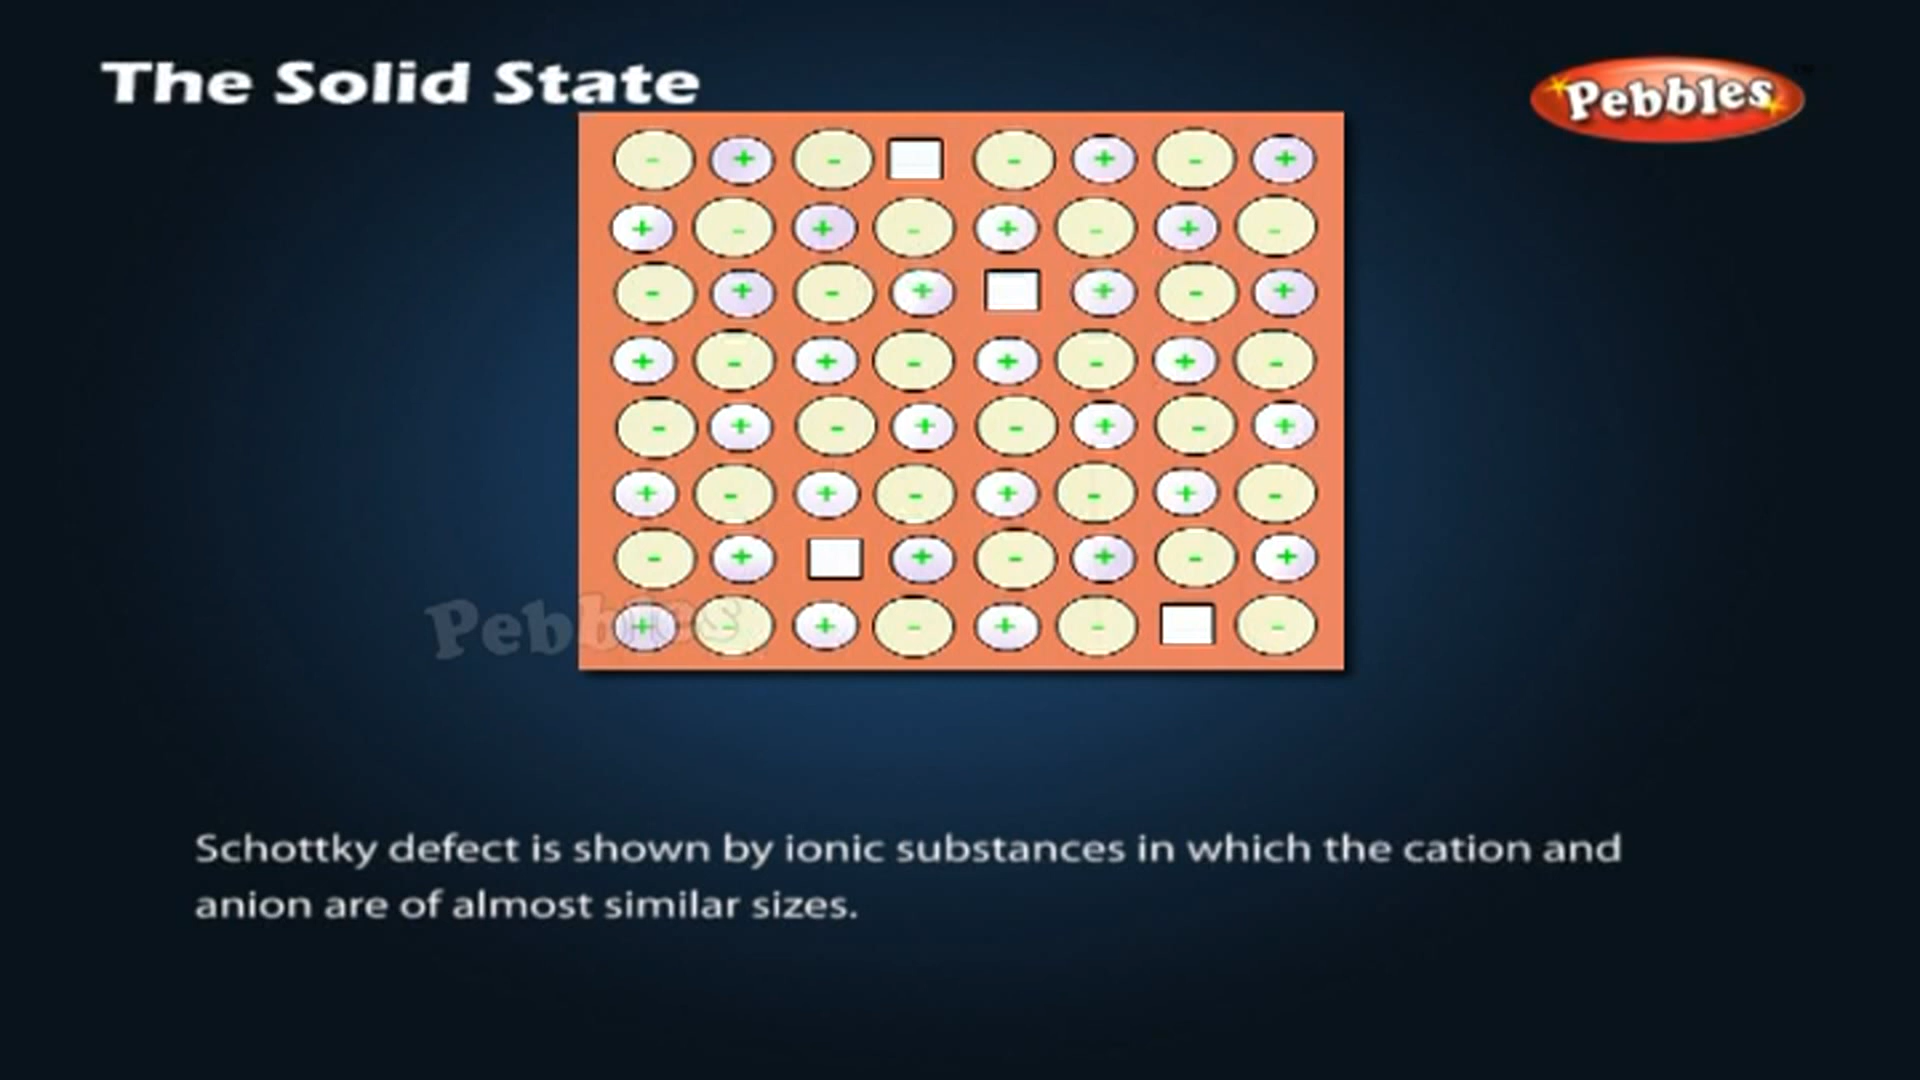 The Solid State
Pebbles
- + - - + - +
+ - + - + - + -
- + - + + - +
+ - + - + - + -
- + - + - + - +
+ - + - + - + -
- + + - + - +
+ - + - + - -
Pebbles
Schottky defect is shown by ionic substances in which the cation and
anion are of almost similar sizes.